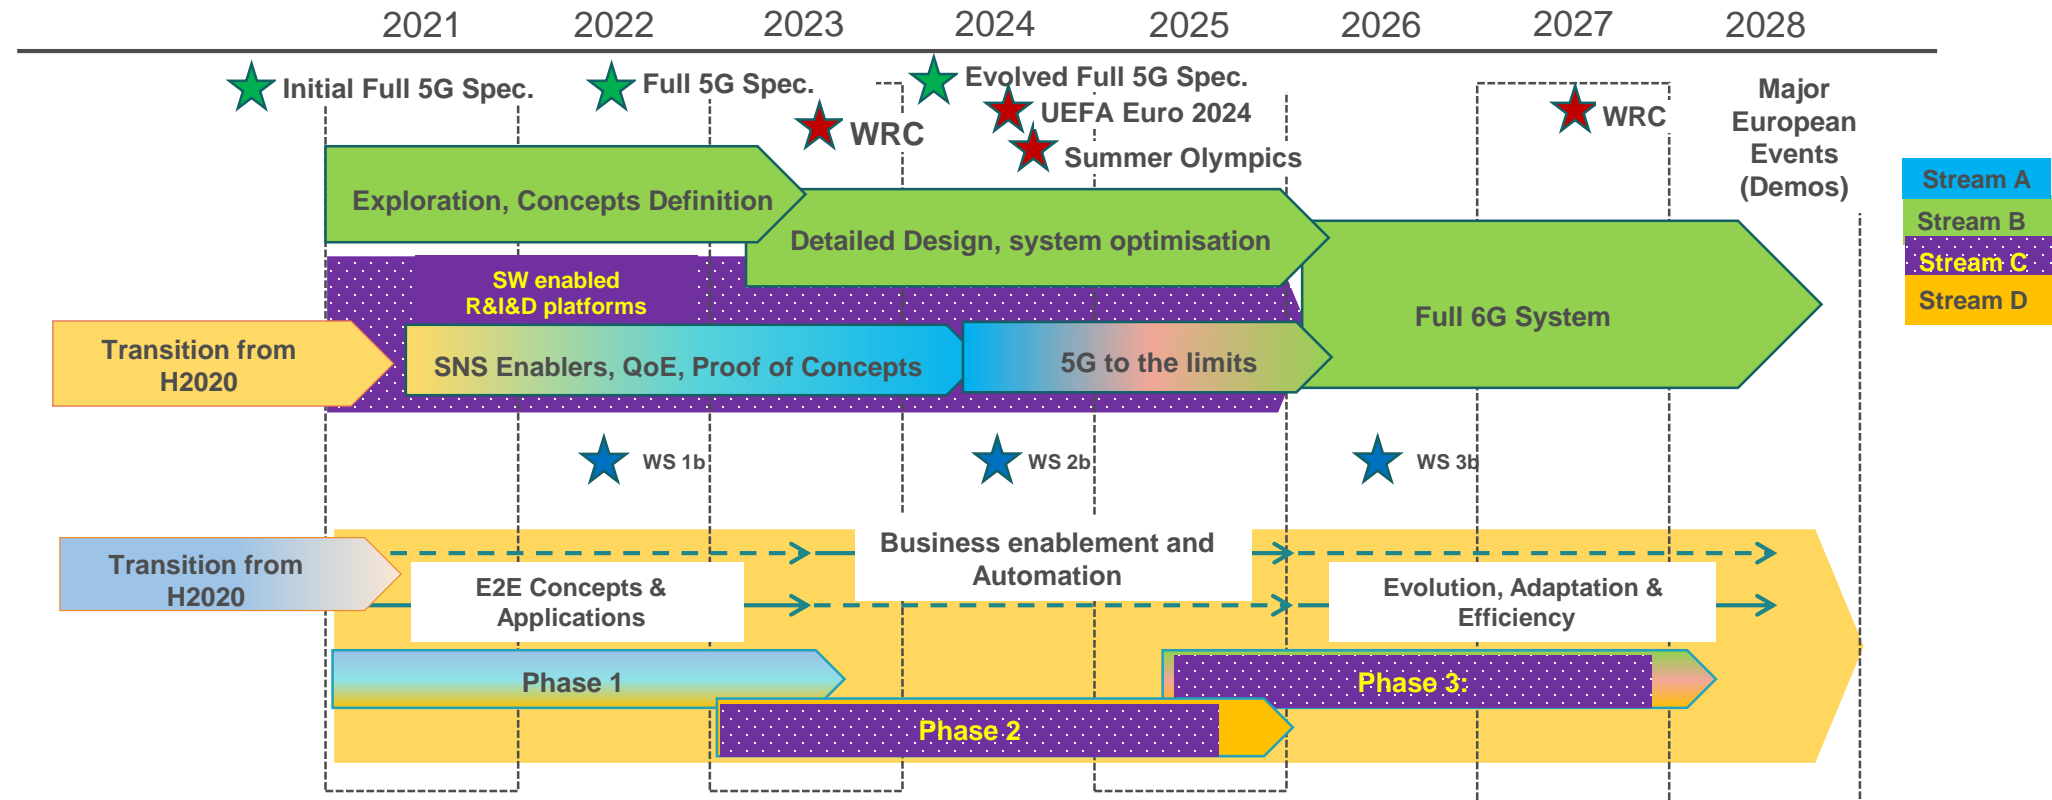 2021 2022 2023 2024 2025 2026 2027 2028
Initial Full 5G Spec.
Full 5G Spec.
Evolved Full 5G Spec.
WRC
UEFA Euro 2024
Summer Olympics
WRC
Major
European
Events
(Demos)
Stream A
Stream B
Stream C
Stream D
Exploration, Concepts Definition
Detailed Design, system optimisation
Full 6G System
SW enabled
R&I&D platforms
Transition from
H2020
SNS Enablers, QoE, Proof of Concepts
5G to the limits
WS 1b
WS 2b
WS 3b
Transition from
H2020
E2E Concepts &
Applications
Business enablement and
Automation
Evolution, Adaptation &
Efficiency
Phase 1
Phase 2
Phase 3: